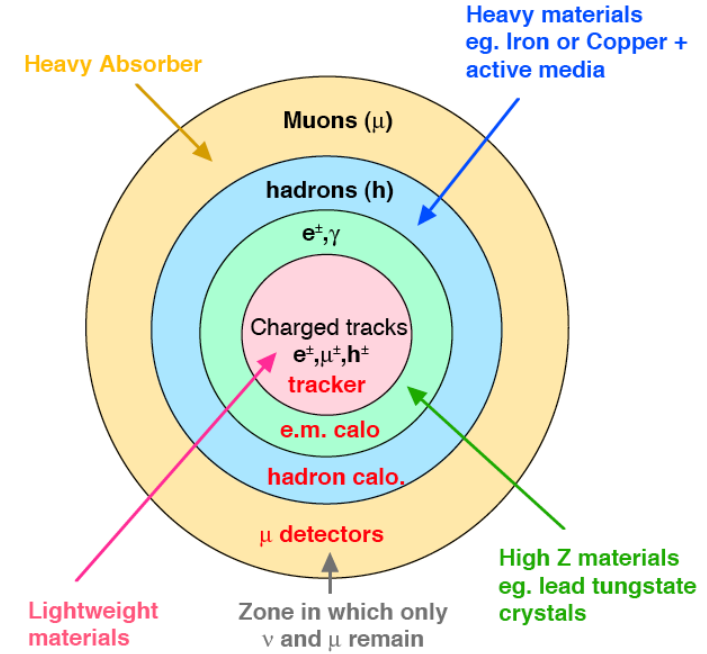 Heavy materials
eg. Iron or Copper +
active media
Heavy Absorber
Muons (μ)
hadrons (h)
e±,γ
Charged tracks
e±,μ±,h±
tracker
e.m. calo
hadron calo.
μ detectors
High Z materials
eg. lead tungstate
crystals
Lightweight
materials
Zone in which only
ν and μ remain